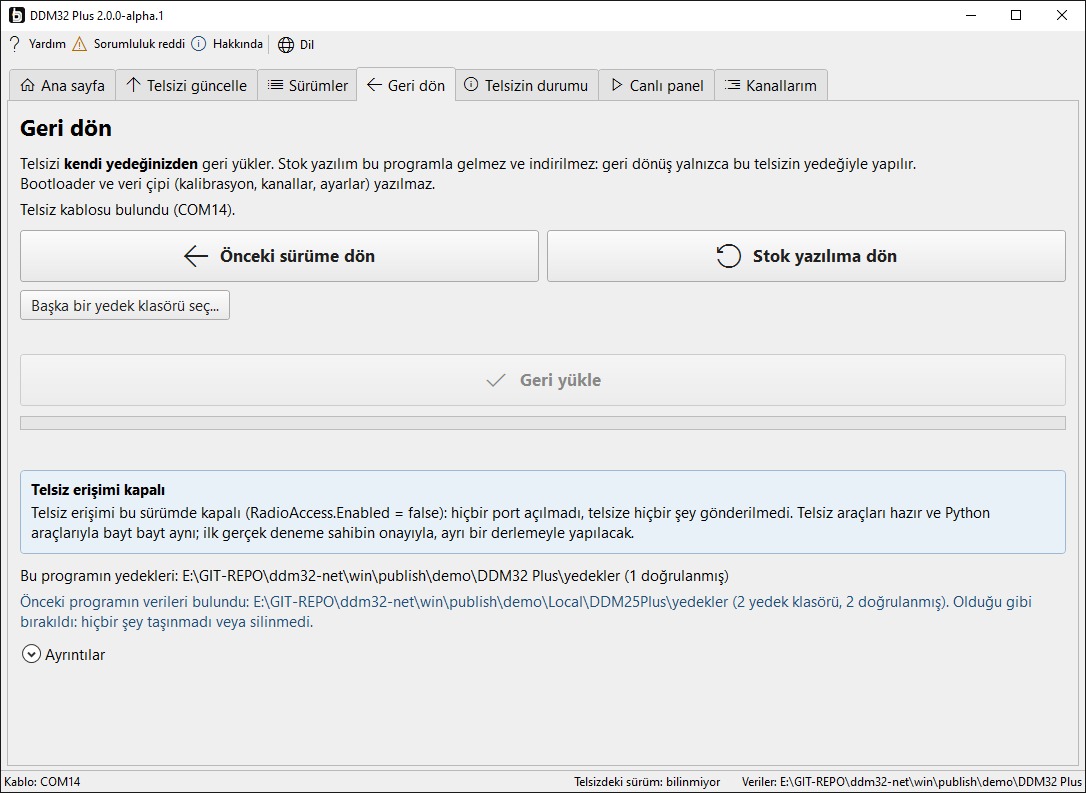 DDM32 Plus 2.0.0-alpha.1
? Yardım Sorumluluk reddi Hakkında Dil
Ana sayfa Telsizi güncelle Sürümler Geri dön Telsizin durumu Canlı panel Kanallarım
Geri dön
Telsizi kendi yedeğinizden geri yükler. Stok yazılım bu programla gelmez ve indirilmez: geri dönüş yalnızca bu telsizin yedeğiyle yapılır.
Bootloader ve veri çipi (kalibrasyon, kanallar, ayarlar) yazılmaz.
Telsiz kablosu bulundu (COM14).
Önceki sürüme dön Stok yazılıma dön
Başka bir yedek klasörü seç...
Geri yükle
Telsiz erişimi kapalı
Telsiz erişimi bu sürümde kapalı (RadioAccess.Enabled = false): hiçbir port açılmadı, telsize hiçbir şey gönderilmedi. Telsiz araçları hazır ve Python
araçlarıyla bayt bayt aynı; ilk gerçek deneme sahibin onayıyla, ayrı bir derlemeyle yapılacak.
Bu programın yedekleri: E:\GIT-REPO\ddm32-net\win\publish\demo\DDM32 Plus\yedekler (1 doğrulanmış)
Önceki programın verileri bulundu: E:\GIT-REPO\ddm32-net\win\publish\demo\Local\DDM25Plus\yedekler (2 yedek klasörü, 2 doğrulanmış). Olduğu gibi
bırakıldı: hiçbir şey taşınmadı veya silinmedi.
Ayrıntılar
Kablo: COM14 Telsizdeki sürüm: bilinmiyor Veriler: E:\GIT-REPO\ddm32-net\win\publish\demo\DDM32 Plus